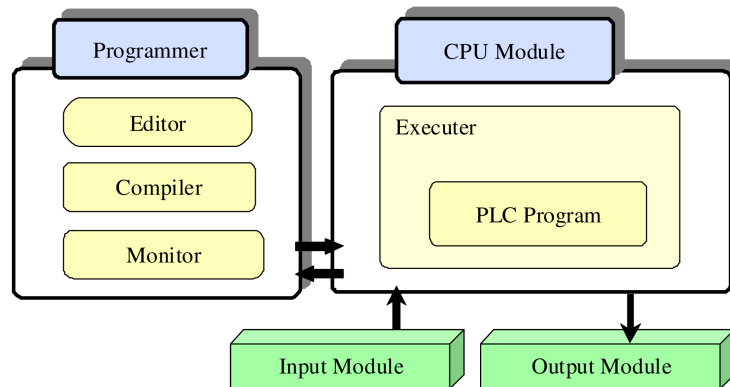 Programmer
CPU Module
Editor
Compiler
Monitor
Executer
PLC Program
Input Module
Output Module